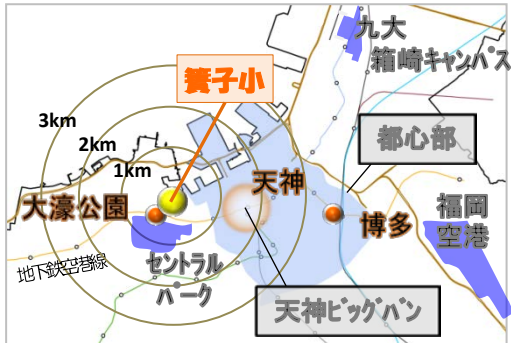 九大
箱崎キャンパス
簀子小
3km
2km
1km
都心部
天神
大濠公園
博多
福岡
空港
地下鉄空港線
セントラル
パーク
天神ビッグバン